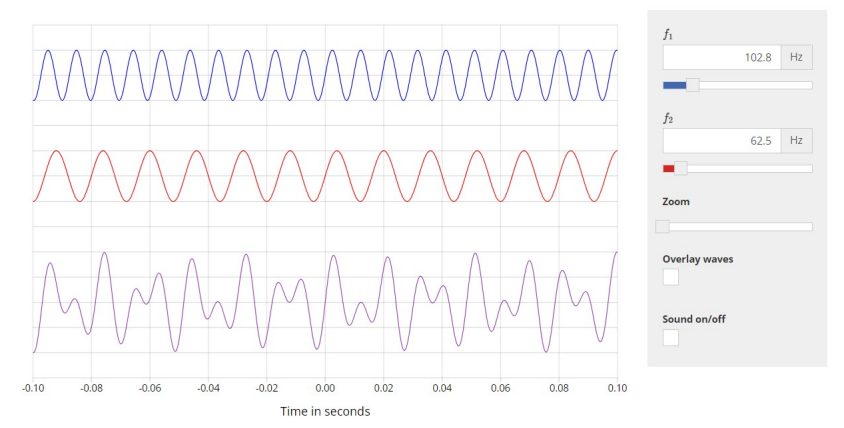 f₁
102.8 Hz
f₂
62.5 Hz
Zoom
Overlay waves
Sound on/off
-0.10 -0.08 -0.06 -0.04 -0.02 0.00 0.02 0.04 0.06 0.08 0.10
Time in seconds